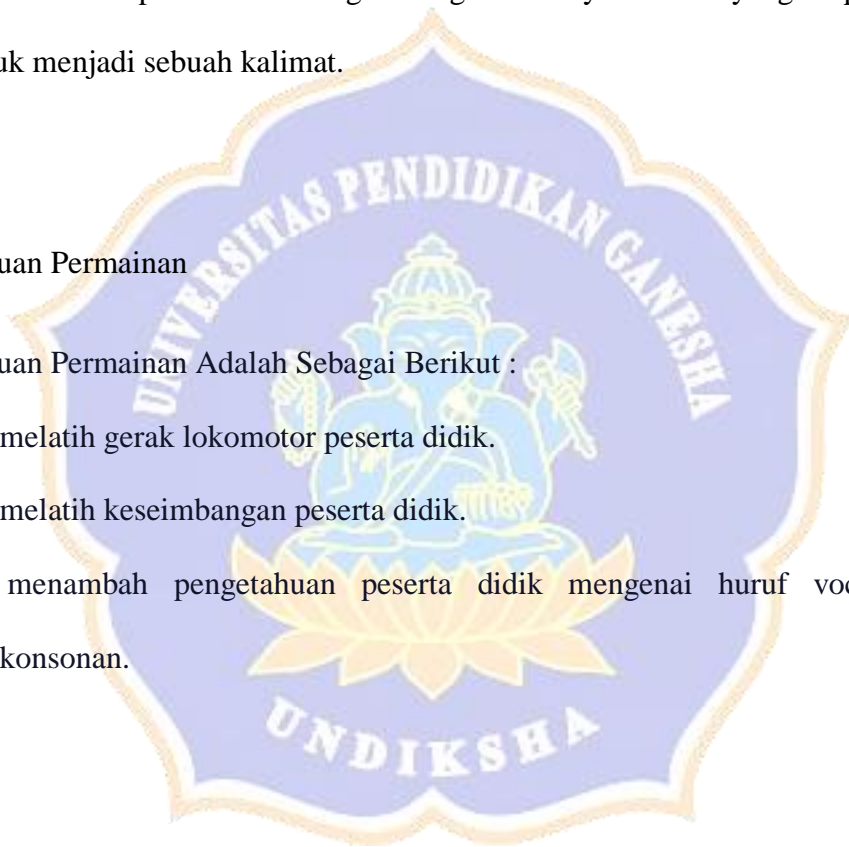 uk menjadi sebuah kalimat.
UNIVERSITAS PENDIDIKAN GANESHA
uan Permainan
uan Permainan Adalah Sebagai Berikut :
melatih gerak lokomotor peserta didik.
melatih keseimbangan peserta didik.
menambah pengetahuan peserta didik mengenai huruf voc
konsonan.
UNDIKSHA